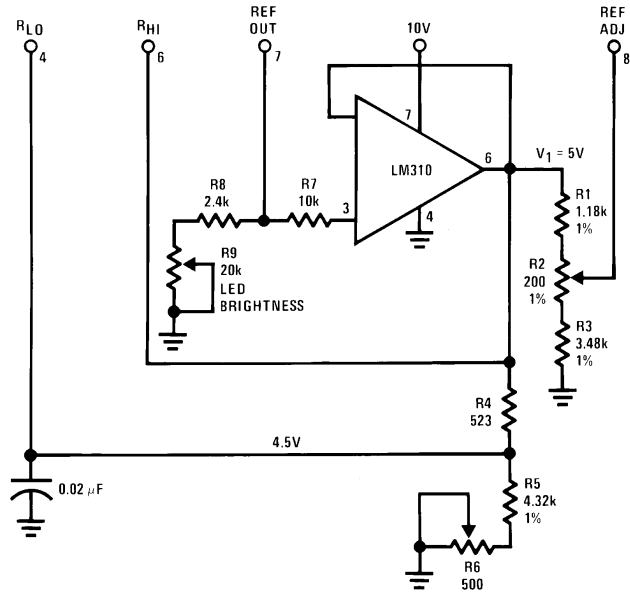 RLO
4
RHI
6
REF
OUT
7
10V
REF
ADJ
8
7
LM310
6
V1 = 5V
3
4
R8
2.4k
R7
10k
R9
20k
LED
BRIGHTNESS
R1
1.18k
1%
R2
200
1%
R3
3.48k
1%
R4
523
4.5V
0.02 μF
R5
4.32k
1%
R6
500